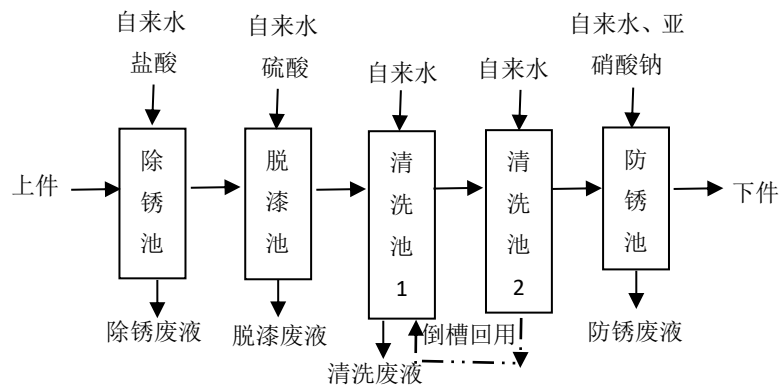 自来水
盐酸
自来水
硫酸
自来水
自来水
自来水、亚
硝酸钠
上件
除锈池
脱漆池
清洗池1
清洗池2
防锈池
下件
除锈废液
脱漆废液
清洗废液
倒槽回用
防锈废液